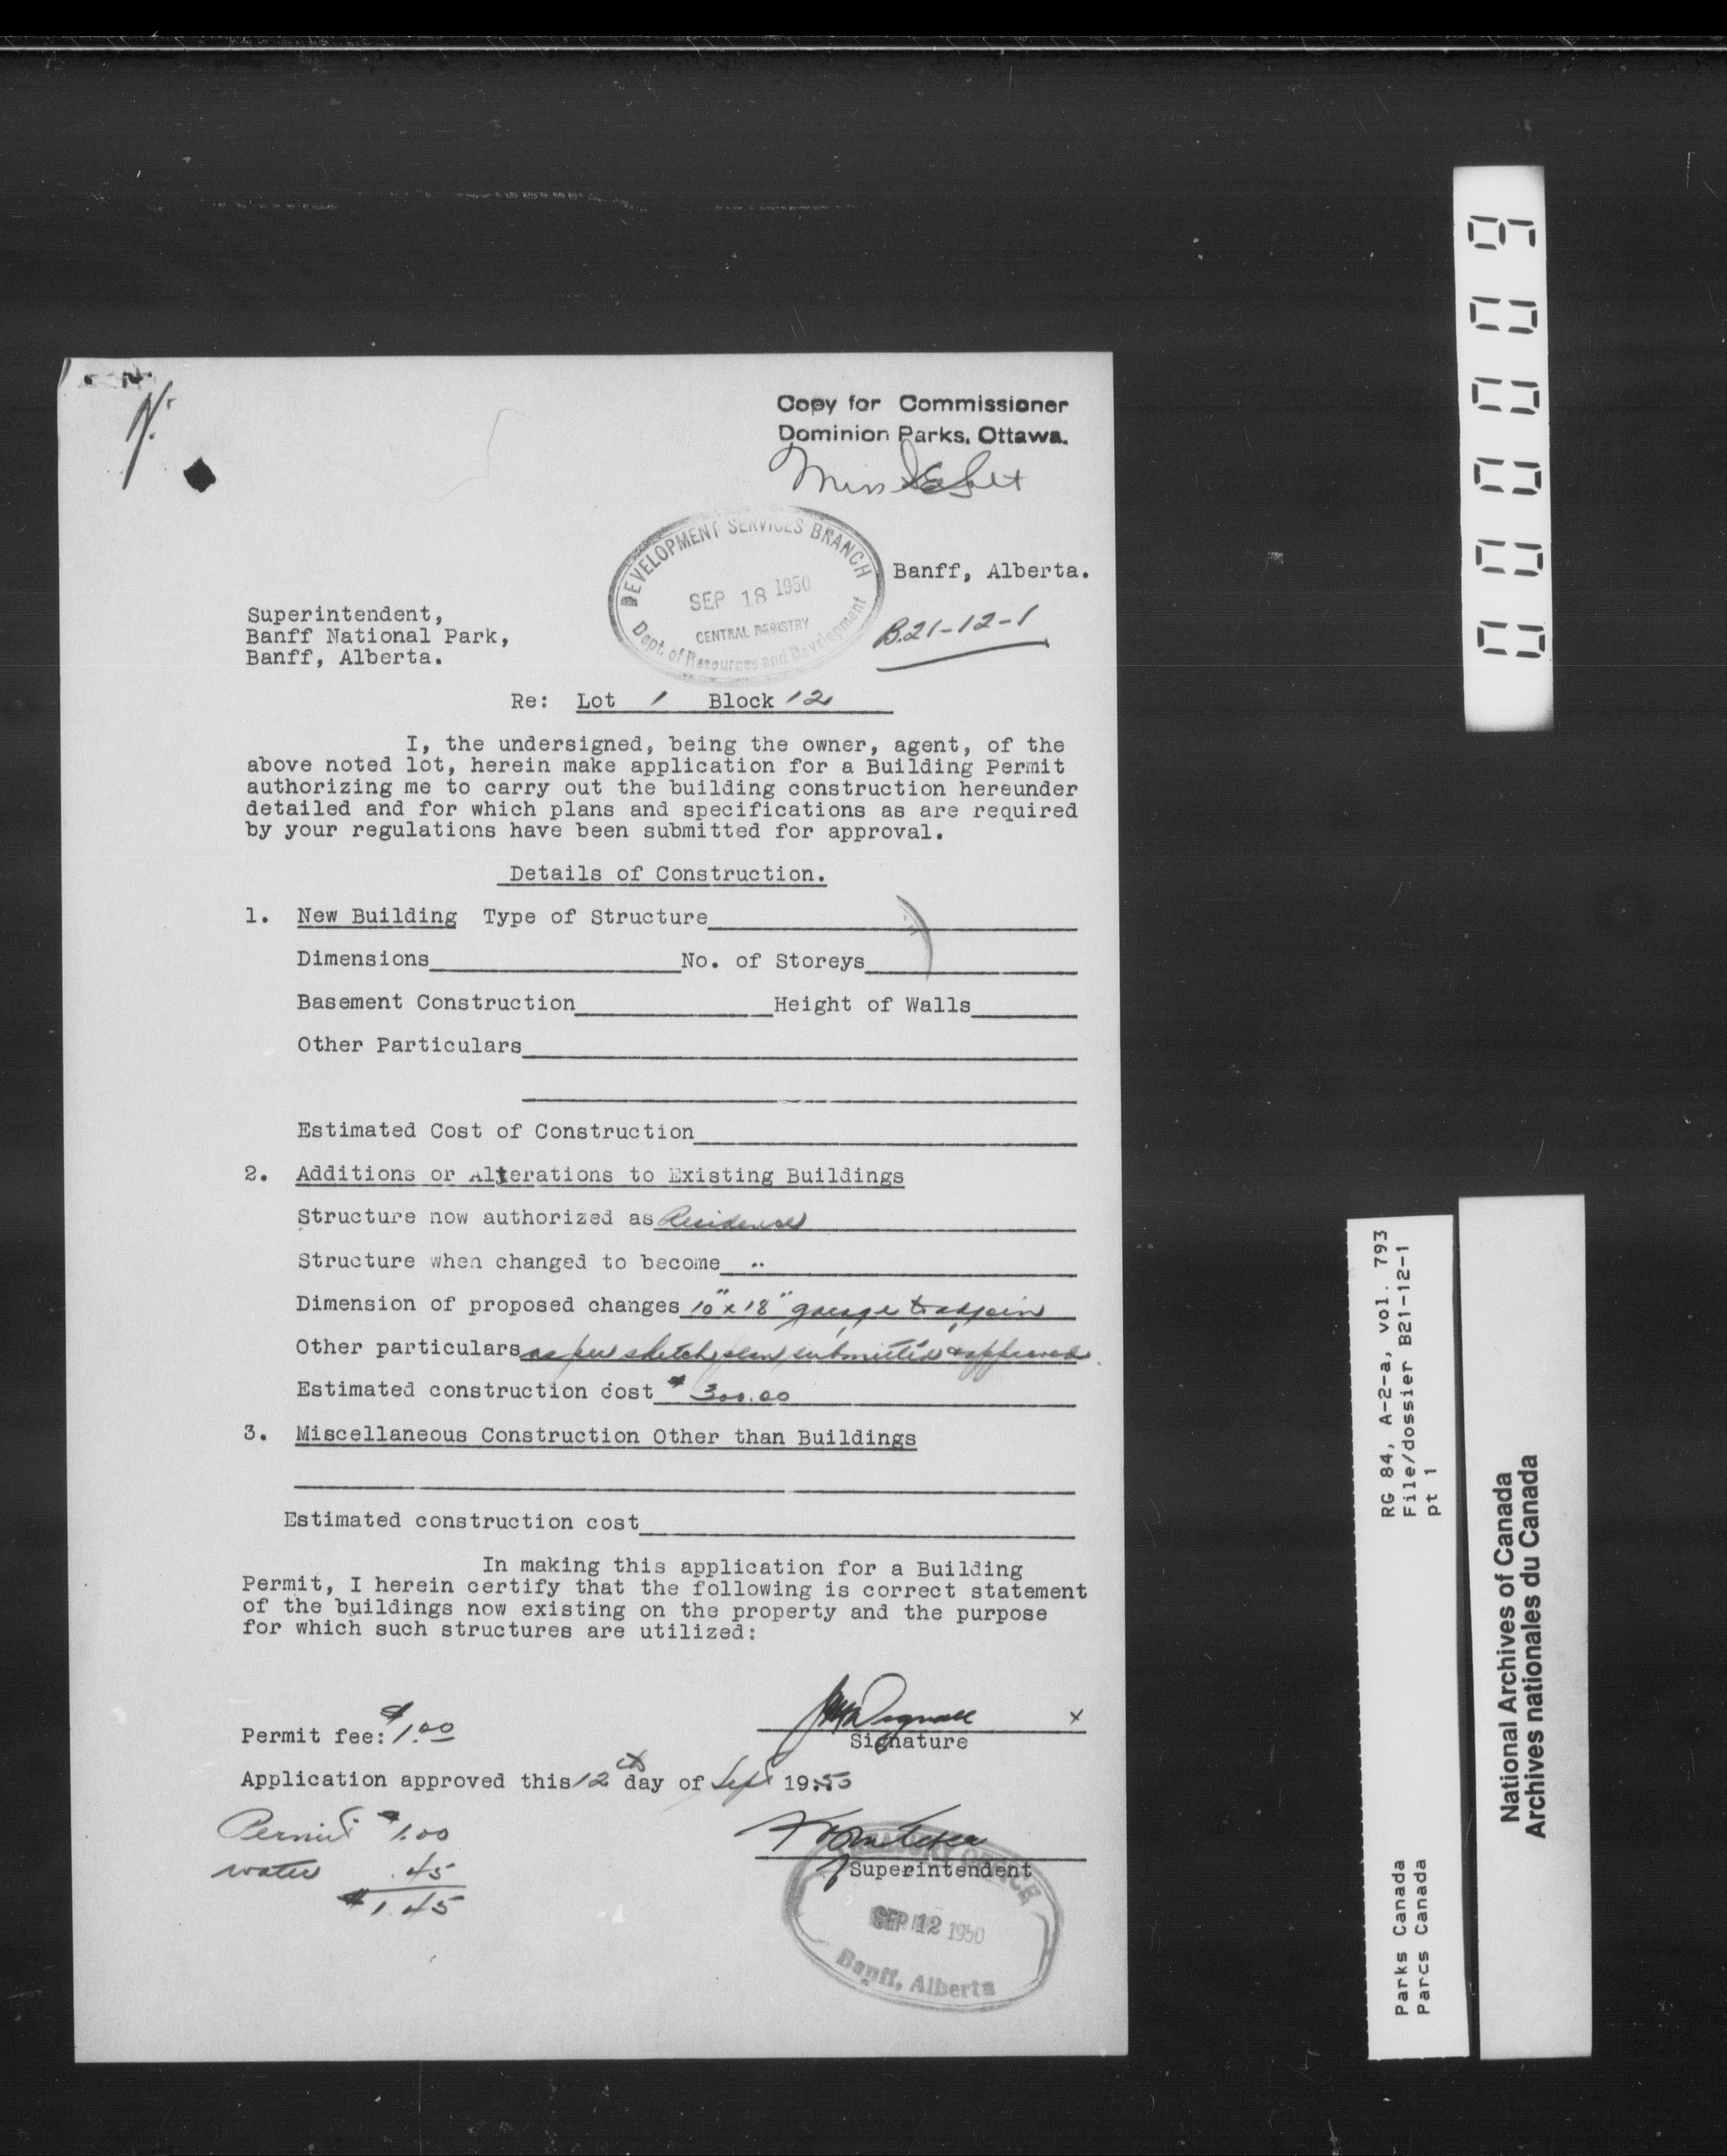 Copy for Commissioner
Dominion Parks, Ottawa.
Miss
DEVELOPMENT SERVICES BRANCH
SEP 18 1950
CENTRAL REGISTRY
Dept. of Resources and Development
Banff, Alberta.
B.21-12-1
Superintendent,
Banff National Park,
Banff, Alberta.
Re: Lot 1 Block 12
I, the undersigned, being the owner, agent, of the
above noted lot, herein make application for a Building Permit
authorizing me to carry out the building construction hereunder
detailed and for which plans and specifications as are required
by your regulations have been submitted for approval.
Details of Construction.
1. New Building Type of Structure
Dimensions No. of Storeys
Basement Construction Height of Walls
Other Particulars
Estimated Cost of Construction
2. Additions or Alterations to Existing Buildings
Structure now authorized as Residence
Structure when changed to become "
Dimension of proposed changes 10" x 18" garage to adjoin
Other particulars as per sketch plan submitted & approved.
Estimated construction cost $ 300.00
3. Miscellaneous Construction Other than Buildings
Estimated construction cost
In making this application for a Building
Permit, I herein certify that the following is correct statement
of the buildings now existing on the property and the purpose
for which such structures are utilized:
x
Permit fee: $1.00
Signature
Application approved this 12th day of Sept 1950
Permit $1.00
water .45
$1.45
Superintendent
TREASURY OFFICE
SEP 12 1950
Banff, Alberta
00009
RG 84, A-2-a, vol. 793
File/dossier B21-12-1
pt 1
Parks Canada
Parcs Canada
National Archives of Canada
Archives nationales du Canada